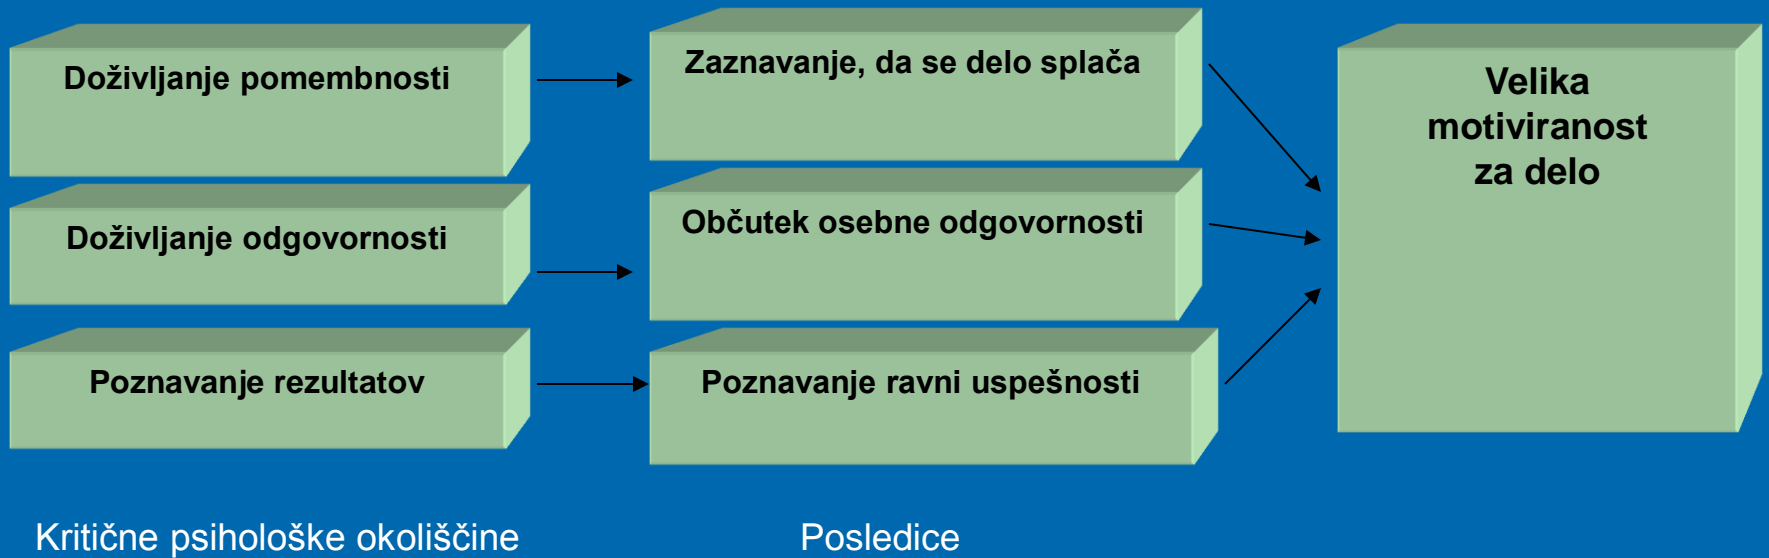 Doživljanje pomembnosti
Zaznavanje, da se delo splača
Velika
motiviranost
za delo
Doživljanje odgovornosti
Občutek osebne odgovornosti
Poznavanje rezultatov
Poznavanje ravni uspešnosti
Kritične psihološke okoliščine
Posledice